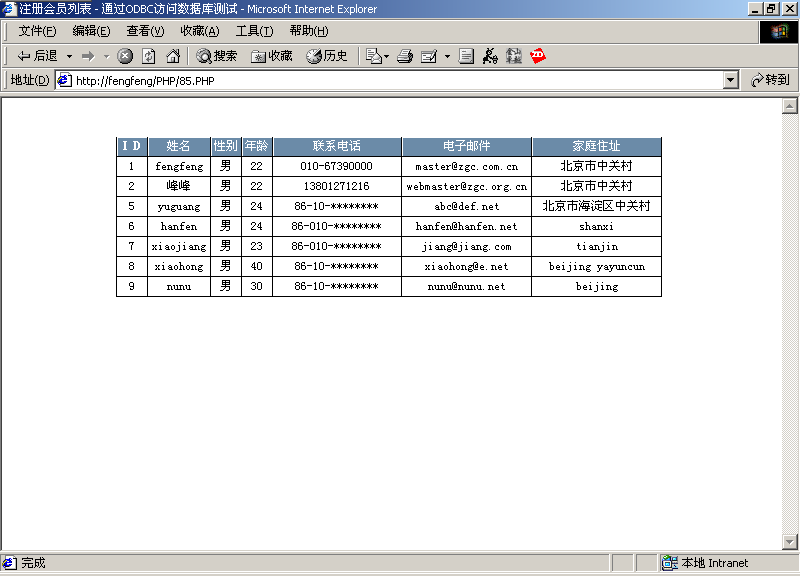 注册会员列表 - 通过ODBC访问数据库测试 - Microsoft Internet Explorer
文件(F) 编辑(E) 查看(V) 收藏(A) 工具(T) 帮助(H)
后退 搜索 收藏 历史
地址(D) http://fengfeng/PHP/85.PHP 转到
ID 姓名 性别 年龄 联系电话 电子邮件 家庭住址
1 fengfeng 男 22 010-67390000 master@zgc.com.cn 北京市中关村
2 峰峰 男 22 13801271216 webmaster@zgc.org.cn 北京市中关村
5 yuguang 男 24 86-10-******** abc@def.net 北京市海淀区中关村
6 hanfen 男 24 86-010-******** hanfen@hanfen.net shanxi
7 xiaojiang 男 23 86-010-******** jiang@jiang.com tianjin
8 xiaohong 男 40 86-10-******** xiaohong@e.net beijing yayuncun
9 nunu 男 30 86-10-******** nunu@nunu.net beijing
完成 本地 Intranet